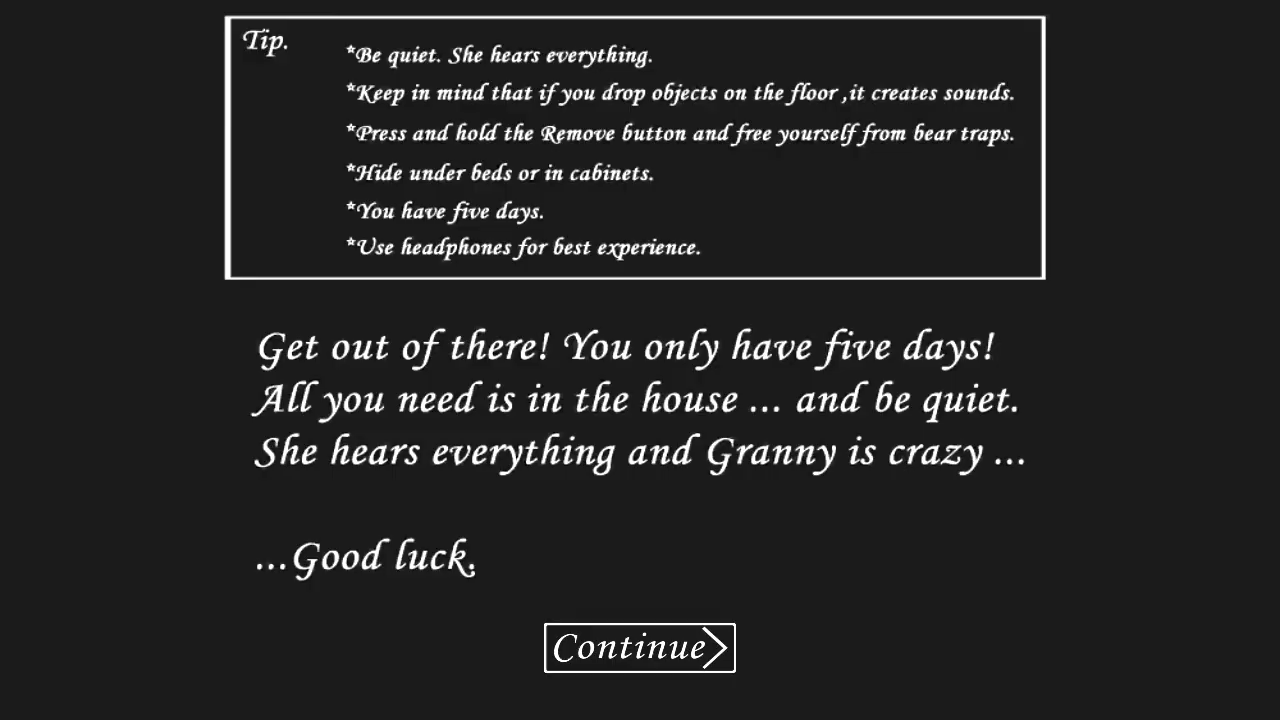 Tip.
*Be quiet. She hears everything.
*Keep in mind that if you drop objects on the floor ,it creates sounds.
*Press and hold the Remove button and free yourself from bear traps.
*Hide under beds or in cabinets.
*You have five days.
*Use headphones for best experience.
Get out of there! You only have five days!
All you need is in the house ... and be quiet.
She hears everything and Granny is crazy ...
...Good luck.
Continue